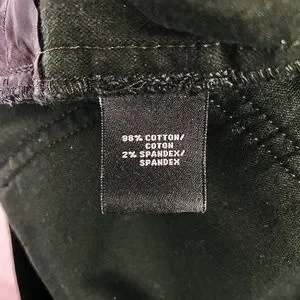 98% COTTON/
COTON
2% SPANDEX/
SPANDEX